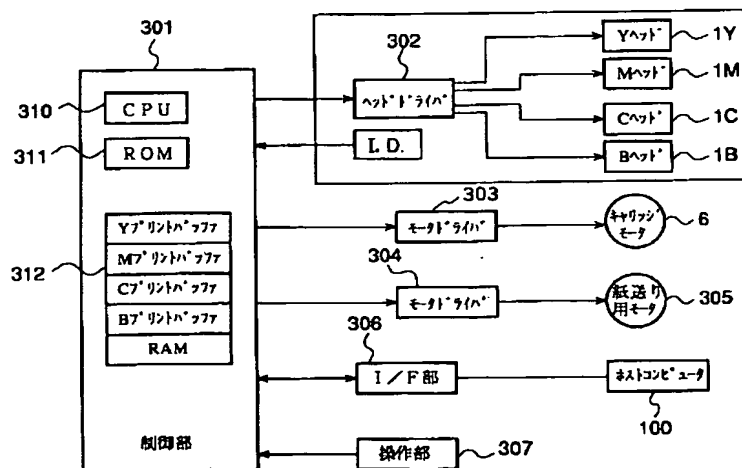 301
302
310
CPU
311
ROM
ヘッドドライバ
I.D.
Yヘッド
1Y
Mヘッド
1M
Cヘッド
1C
Bヘッド
1B
303
モータドライバ
キャリッジ
モータ
6
304
モータドライバ
紙送り
用モータ
305
312
Yプリントバッファ
Mプリントバッファ
Cプリントバッファ
Bプリントバッファ
RAM
306
I/F部
ホストコンピュータ
100
制御部
操作部
307